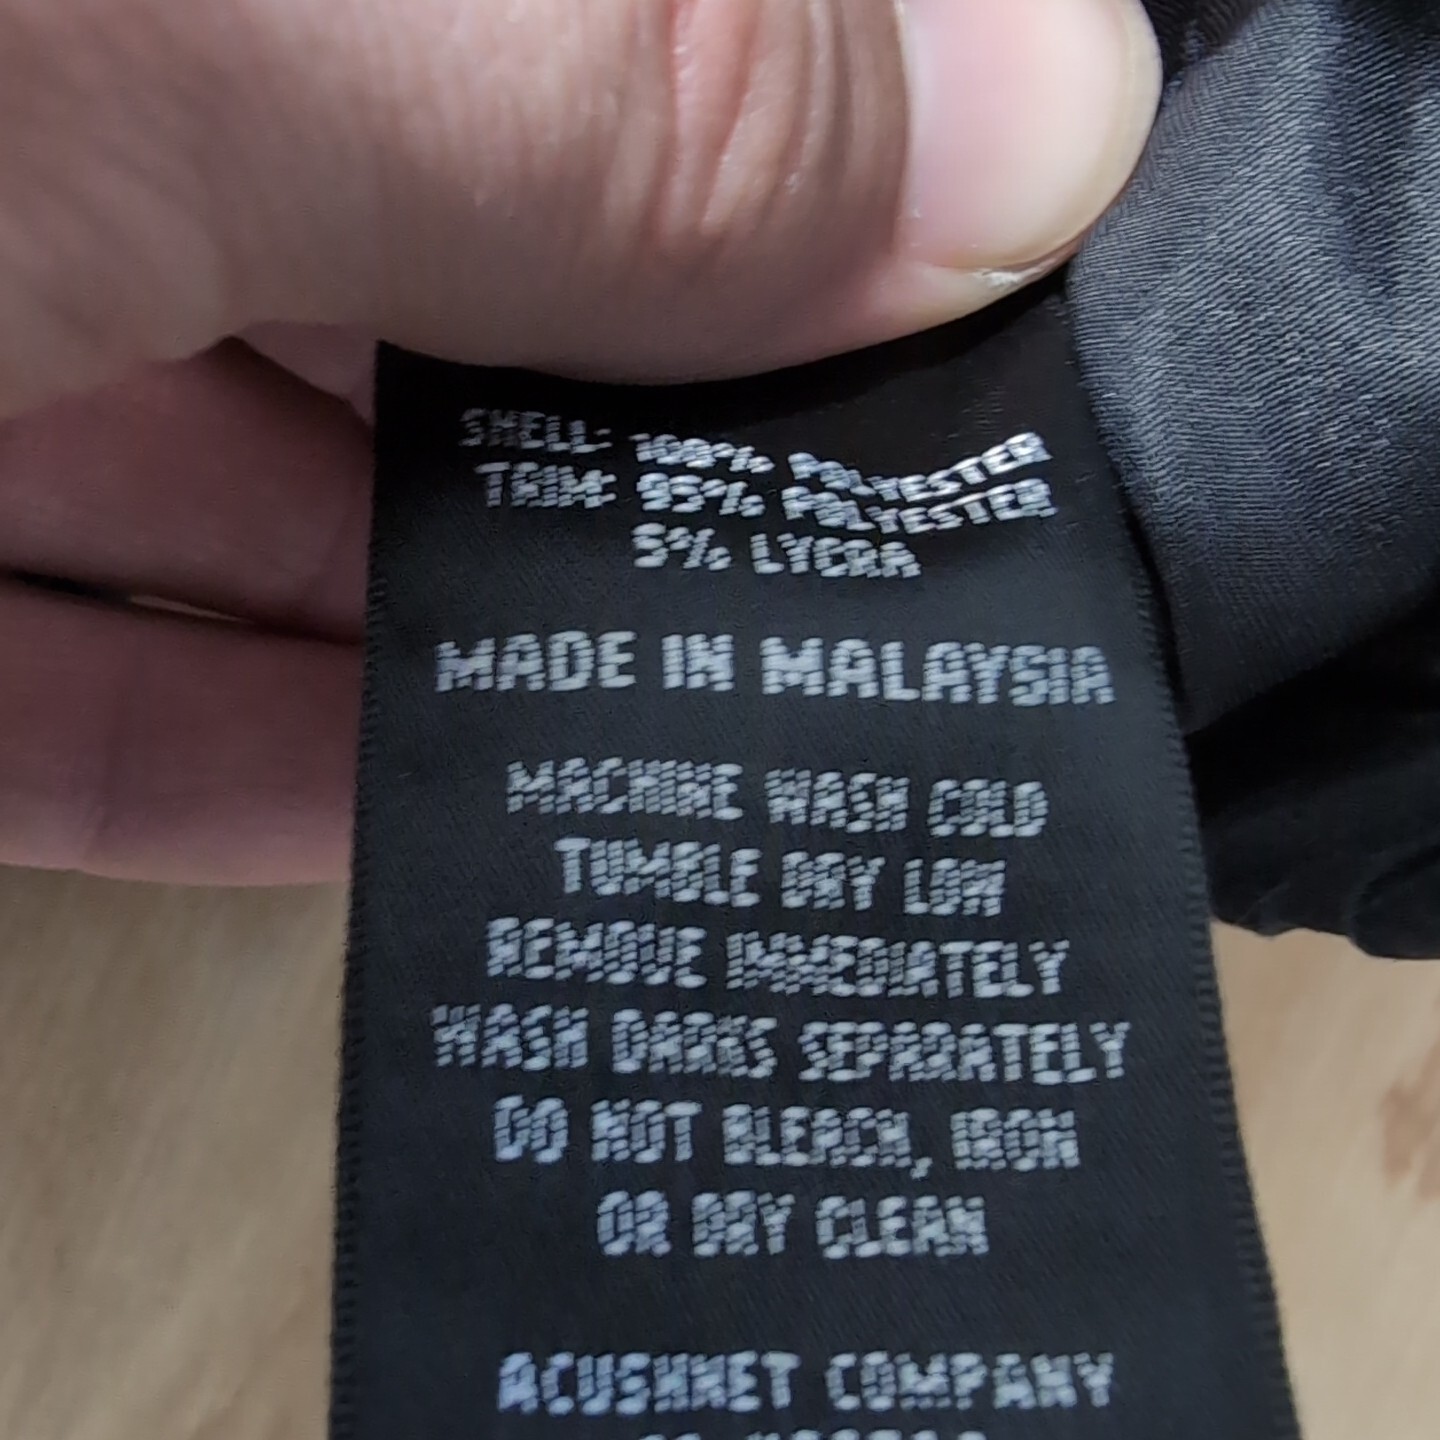 SHELL: 100% POLYESTER
TRIM: 95% POLYESTER
5% LYCRA
MADE IN MALAYSIA
MACHINE WASH COLD
TUMBLE DRY LOW
REMOVE IMMEDIATELY
WASH DARKS SEPARATELY
DO NOT BLEACH, IRON
OR DRY CLEAN
ACUSHNET COMPANY